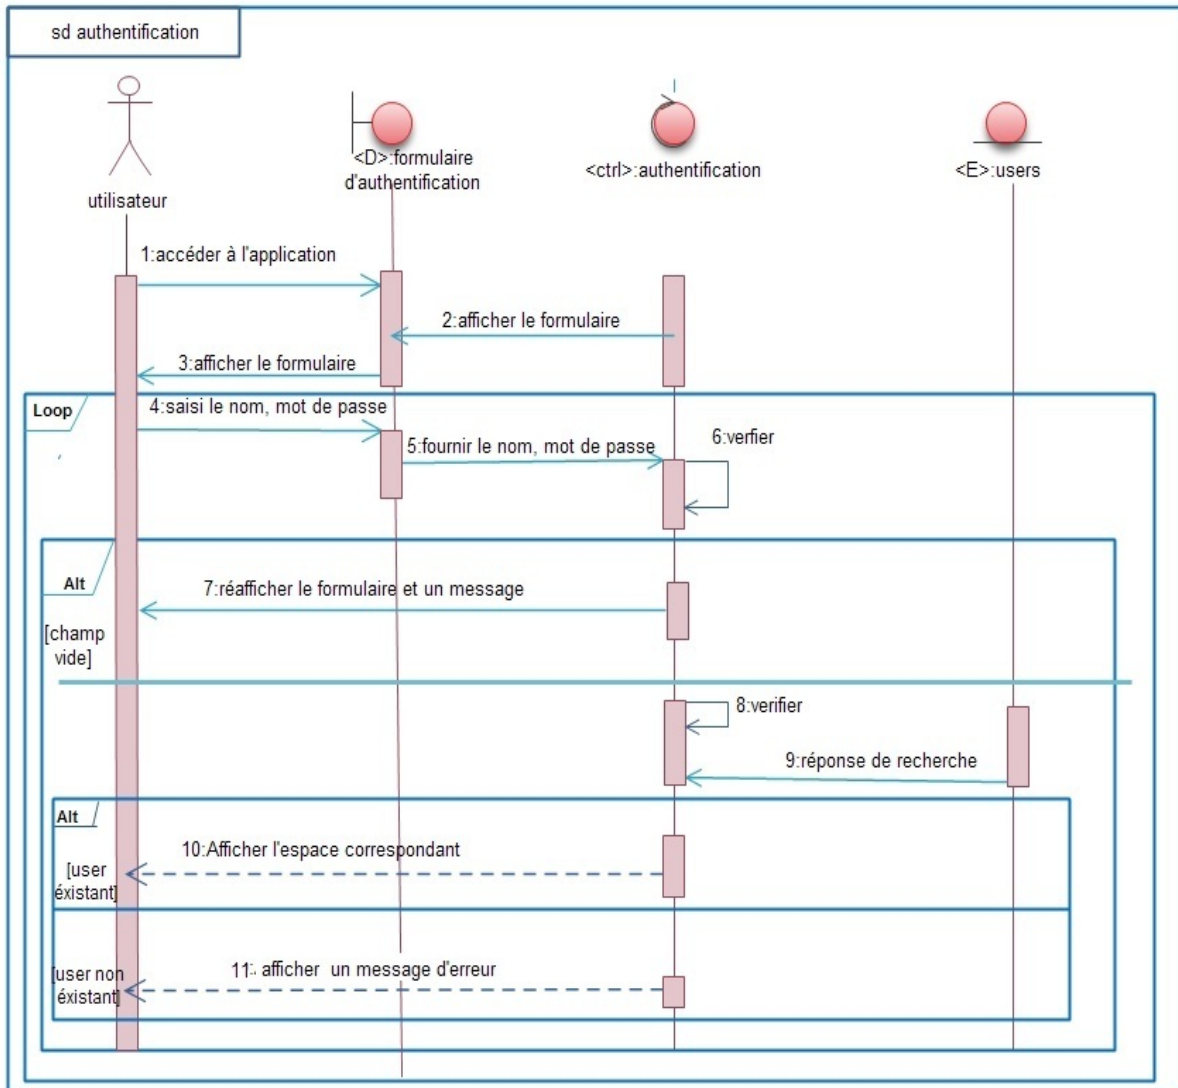 sd authentification
utilisateur
<D>:formulaire
d'authentification
<ctrl>:authentification
<E>:users
1:accéder à l'application
2:afficher le formulaire
3:afficher le formulaire
Loop
4:saisi le nom, mot de passe
5:fournir le nom, mot de passe
6:verfier
Alt
7:réafficher le formulaire et un message
[champ
vide]
8:verifier
9:réponse de recherche
Alt
10:Afficher l'espace correspondant
[user
éxistant]
11:. afficher un message d'erreur
[user non
éxistant]